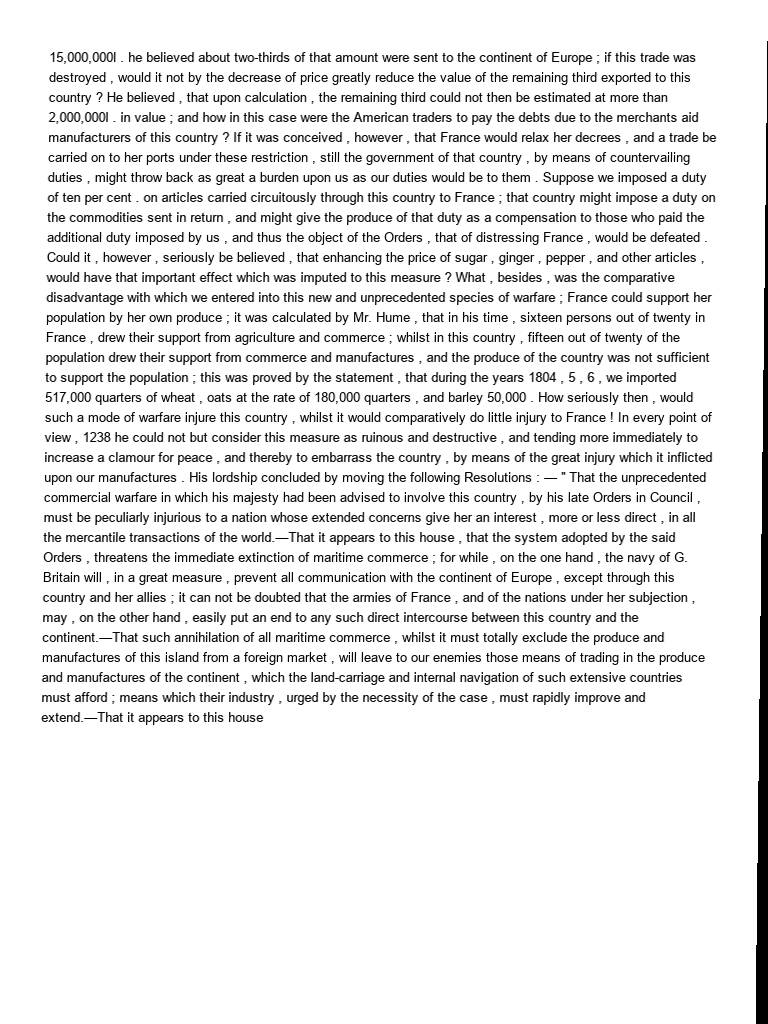 15,000,000l . he believed about two-thirds of that amount were sent to the continent of Europe ; if this trade was
destroyed , would it not by the decrease of price greatly reduce the value of the remaining third exported to this
country ? He believed , that upon calculation , the remaining third could not then be estimated at more than
2,000,000l . in value ; and how in this case were the American traders to pay the debts due to the merchants aid
manufacturers of this country ? If it was conceived , however , that France would relax her decrees , and a trade be
carried on to her ports under these restriction , still the government of that country , by means of countervailing
duties , might throw back as great a burden upon us as our duties would be to them . Suppose we imposed a duty
of ten per cent . on articles carried circuitously through this country to France ; that country might impose a duty on
the commodities sent in return , and might give the produce of that duty as a compensation to those who paid the
additional duty imposed by us , and thus the object of the Orders , that of distressing France , would be defeated .
Could it , however , seriously be believed , that enhancing the price of sugar , ginger , pepper , and other articles ,
would have that important effect which was imputed to this measure ? What , besides , was the comparative
disadvantage with which we entered into this new and unprecedented species of warfare ; France could support her
population by her own produce ; it was calculated by Mr. Hume , that in his time , sixteen persons out of twenty in
France , drew their support from agriculture and commerce ; whilst in this country , fifteen out of twenty of the
population drew their support from commerce and manufactures , and the produce of the country was not sufficient
to support the population ; this was proved by the statement , that during the years 1804 , 5 , 6 , we imported
517,000 quarters of wheat , oats at the rate of 180,000 quarters , and barley 50,000 . How seriously then , would
such a mode of warfare injure this country , whilst it would comparatively do little injury to France ! In every point of
view , 1238 he could not but consider this measure as ruinous and destructive , and tending more immediately to
increase a clamour for peace , and thereby to embarrass the country , by means of the great injury which it inflicted
upon our manufactures . His lordship concluded by moving the following Resolutions : — " That the unprecedented
commercial warfare in which his majesty had been advised to involve this country , by his late Orders in Council ,
must be peculiarly injurious to a nation whose extended concerns give her an interest , more or less direct , in all
the mercantile transactions of the world.—That it appears to this house , that the system adopted by the said
Orders , threatens the immediate extinction of maritime commerce ; for while , on the one hand , the navy of G.
Britain will , in a great measure , prevent all communication with the continent of Europe , except through this
country and her allies ; it can not be doubted that the armies of France , and of the nations under her subjection ,
may , on the other hand , easily put an end to any such direct intercourse between this country and the
continent.—That such annihilation of all maritime commerce , whilst it must totally exclude the produce and
manufactures of this island from a foreign market , will leave to our enemies those means of trading in the produce
and manufactures of the continent , which the land-carriage and internal navigation of such extensive countries
must afford ; means which their industry , urged by the necessity of the case , must rapidly improve and
extend.—That it appears to this house